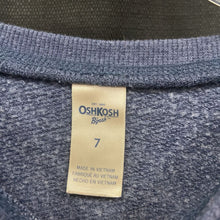 OSHKOSH
B'gosh
7
MADE IN VIETNAM
FABRIQUÉ AU VIETNAM
HECHO EN VIETNAM